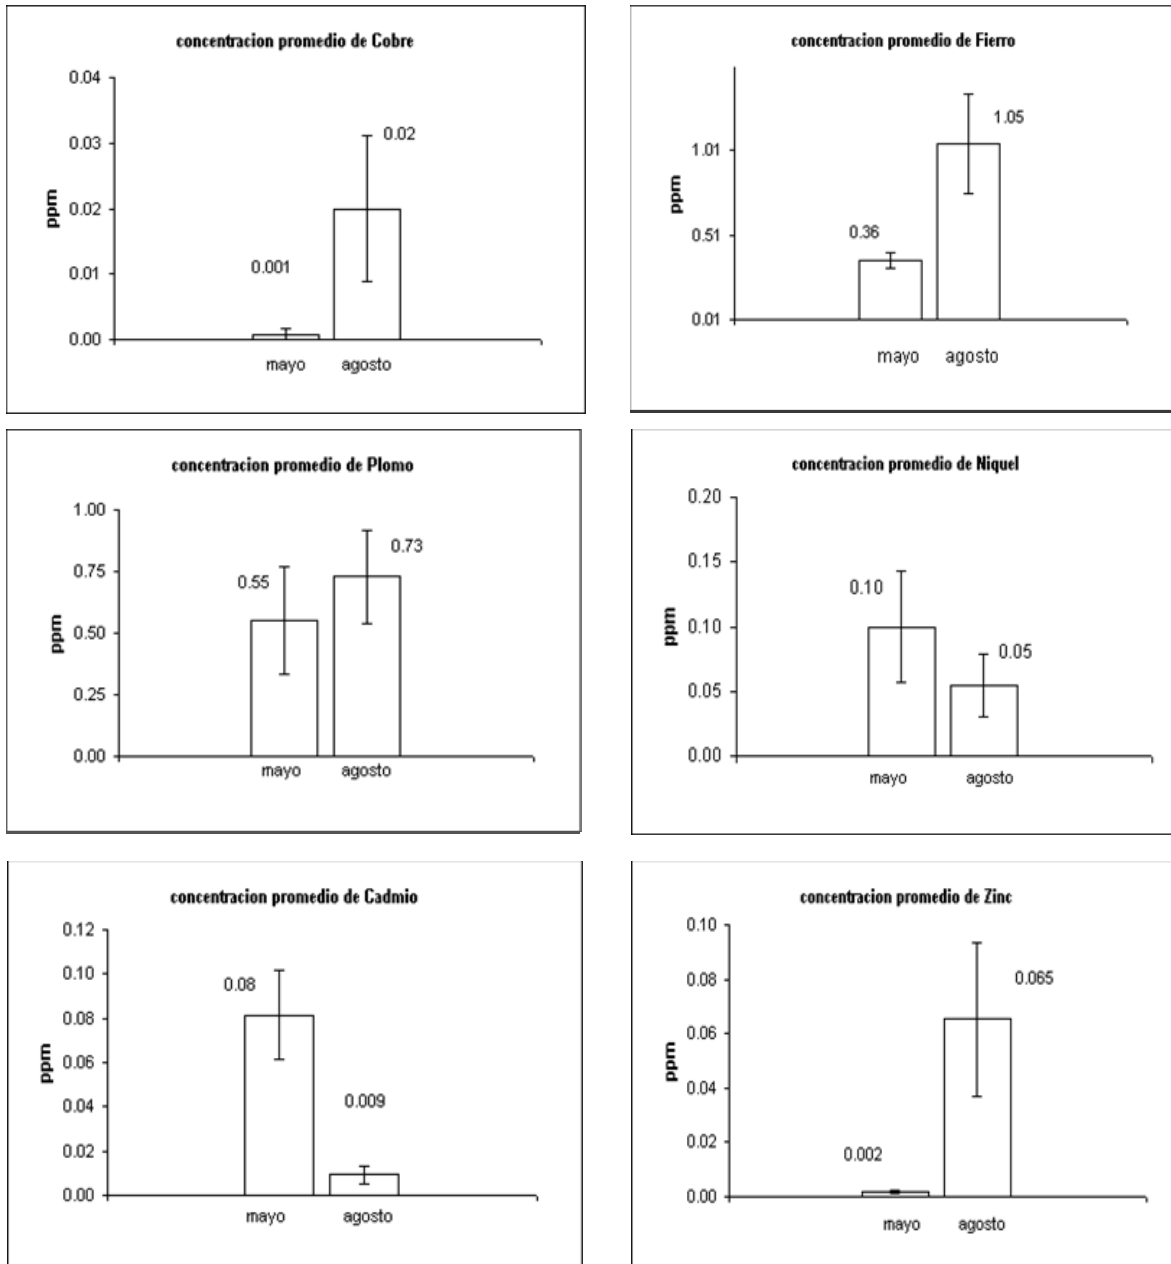 concentracion promedio de Cobre
0.04
0.03
0.02
0.01
0.00
ppm
0.001
0.02
mayo
agosto
concentracion promedio de Fierro
1.01
0.51
0.01
ppm
0.36
1.05
mayo
agosto
concentracion promedio de Plomo
1.00
0.75
0.50
0.25
0.00
ppm
0.55
0.73
mayo
agosto
concentracion promedio de Niquel
0.20
0.15
0.10
0.05
0.00
ppm
0.10
0.05
mayo
agosto
concentracion promedio de Cadmio
0.12
0.10
0.08
0.06
0.04
0.02
0.00
ppm
0.08
0.009
mayo
agosto
concentracion promedio de Zinc
0.10
0.08
0.06
0.04
0.02
0.00
ppm
0.002
0.065
mayo
agosto